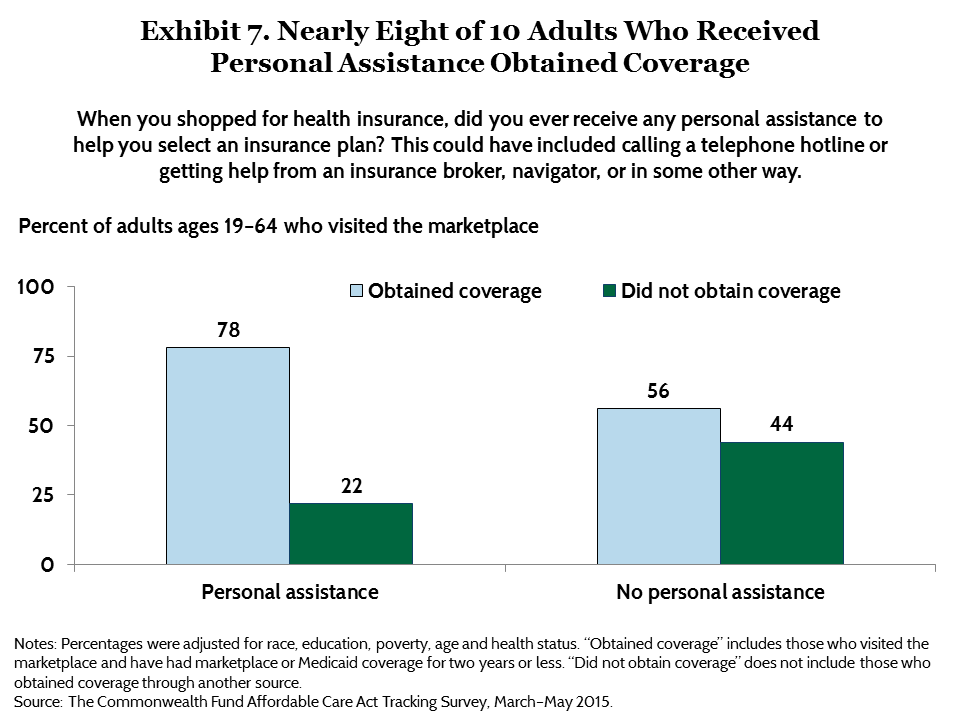 Exhibit 7. Nearly Eight of 10 Adults Who Received
Personal Assistance Obtained Coverage
When you shopped for health insurance, did you ever receive any personal assistance to
help you select an insurance plan? This could have included calling a telephone hotline or
getting help from an insurance broker, navigator, or in some other way.
Percent of adults ages 19–64 who visited the marketplace
100
75
50
25
0
Obtained coverage
Did not obtain coverage
78
22
56
44
Personal assistance
No personal assistance
Notes: Percentages were adjusted for race, education, poverty, age and health status. “Obtained coverage” includes those who visited the
marketplace and have had marketplace or Medicaid coverage for two years or less. “Did not obtain coverage” does not include those who
obtained coverage through another source.
Source: The Commonwealth Fund Affordable Care Act Tracking Survey, March–May 2015.